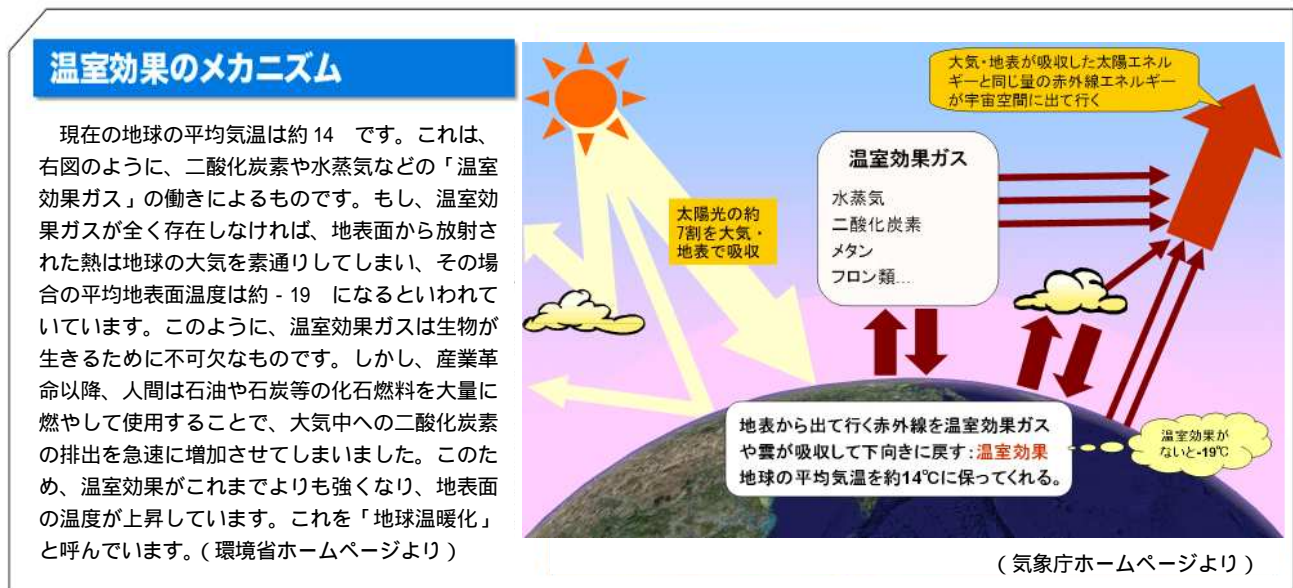 温室効果のメカニズム
現在の地球の平均気温は約 14　です。これは、
右図のように、二酸化炭素や水蒸気などの「温室
効果ガス」の働きによるものです。もし、温室効
果ガスが全く存在しなければ、地表面から放射さ
れた熱は地球の大気を素通りしてしまい、その場
合の平均地表面温度は約 - 19　になるといわれて
いています。このように、温室効果ガスは生物が
生きるために不可欠なものです。しかし、産業革
命以降、人間は石油や石炭等の化石燃料を大量に
燃やして使用することで、大気中への二酸化炭素
の排出を急速に増加させてしまいました。このた
め、温室効果がこれまでよりも強くなり、地表面
の温度が上昇しています。これを「地球温暖化」
と呼んでいます。（環境省ホームページより）
大気・地表が吸収した太陽エネル
ギーと同じ量の赤外線エネルギー
が宇宙空間に出て行く
温室効果ガス
水蒸気
二酸化炭素
メタン
フロン類…
太陽光の約
7割を大気・
地表で吸収
地表から出て行く赤外線を温室効果ガス
や雲が吸収して下向きに戻す：温室効果
地球の平均気温を約14℃に保ってくれる。
温室効果が
ないと-19℃
（気象庁ホームページより）